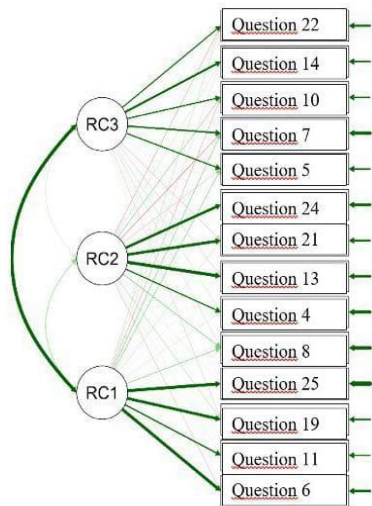 Question 22
Question 14
Question 10
RC3
Question 7
Question 5
Question 24
Question 21
RC2
Question 13
Question 4
Question 8
Question 25
RC1
Question 19
Question 11
Question 6